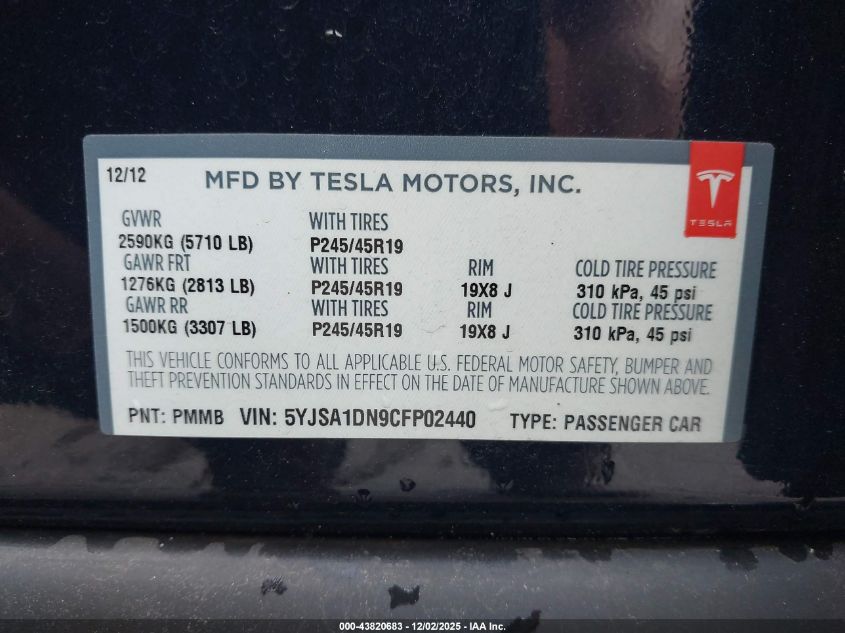 12/12 MFD BY TESLA MOTORS, INC.
TESLA
GVWR WITH TIRES
2590KG (5710 LB) P245/45R19
GAWR FRT WITH TIRES RIM COLD TIRE PRESSURE
1276KG (2813 LB) P245/45R19 19X8 J 310 kPa, 45 psi
GAWR RR WITH TIRES RIM COLD TIRE PRESSURE
1500KG (3307 LB) P245/45R19 19X8 J 310 kPa, 45 psi
THIS VEHICLE CONFORMS TO ALL APPLICABLE U.S. FEDERAL MOTOR SAFETY, BUMPER AND
THEFT PREVENTION STANDARDS IN EFFECT ON THE DATE OF MANUFACTURE SHOWN ABOVE.
PNT: PMMB VIN: 5YJSA1DN9CFP02440 TYPE: PASSENGER CAR
000-43820683 - 12/02/2025 - IAA Inc.